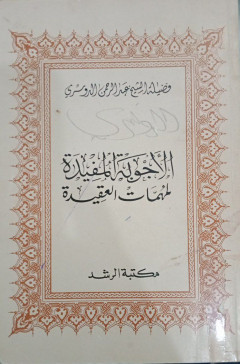 فضيلة الشيخ عبد الرحمن الدوسري
الأجوبة المفيدة
لمهمات العقيدة
مكتبة الرشد